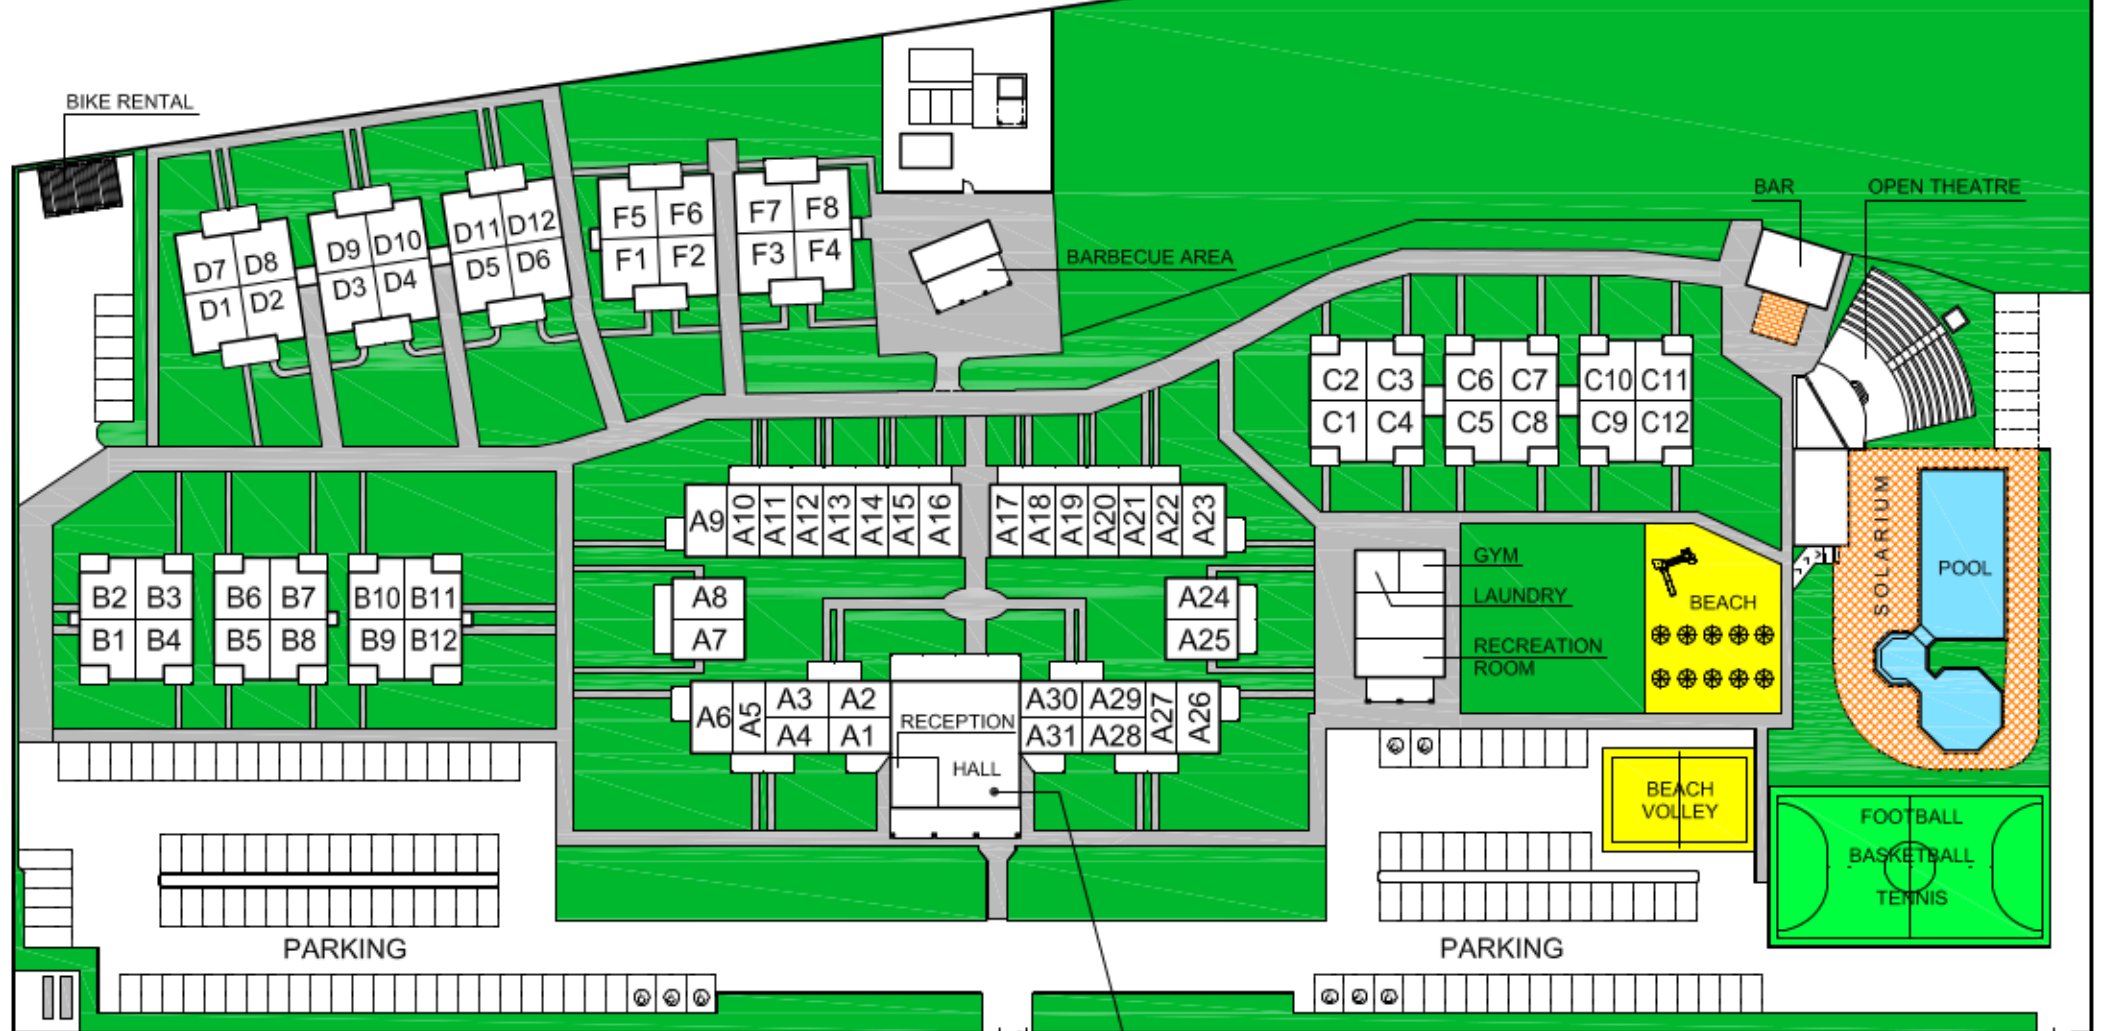 BIKE RENTAL
BAR
OPEN THEATRE
BARBECUE AREA
D7 D8
D1 D2
D9 D10
D3 D4
D11 D12
D5 D6
F5 F6
F1 F2
F7 F8
F3 F4
C2 C3
C1 C4
C6 C7
C5 C8
C10 C11
C9 C12
A9 A10 A11 A12 A13 A14 A15 A16
A17 A18 A19 A20 A21 A22 A23
B2 B3
B1 B4
B6 B7
B5 B8
B10 B11
B9 B12
A8
A7
A24
A25
A6 A5 A3 A2
A4 A1
RECEPTION
HALL
A30 A29 A27 A26
A31 A28
GYM
LAUNDRY
RECREATION
ROOM
BEACH
SOLARIUM
POOL
BEACH
VOLLEY
FOOTBALL
BASKETBALL
TENNIS
PARKING
PARKING